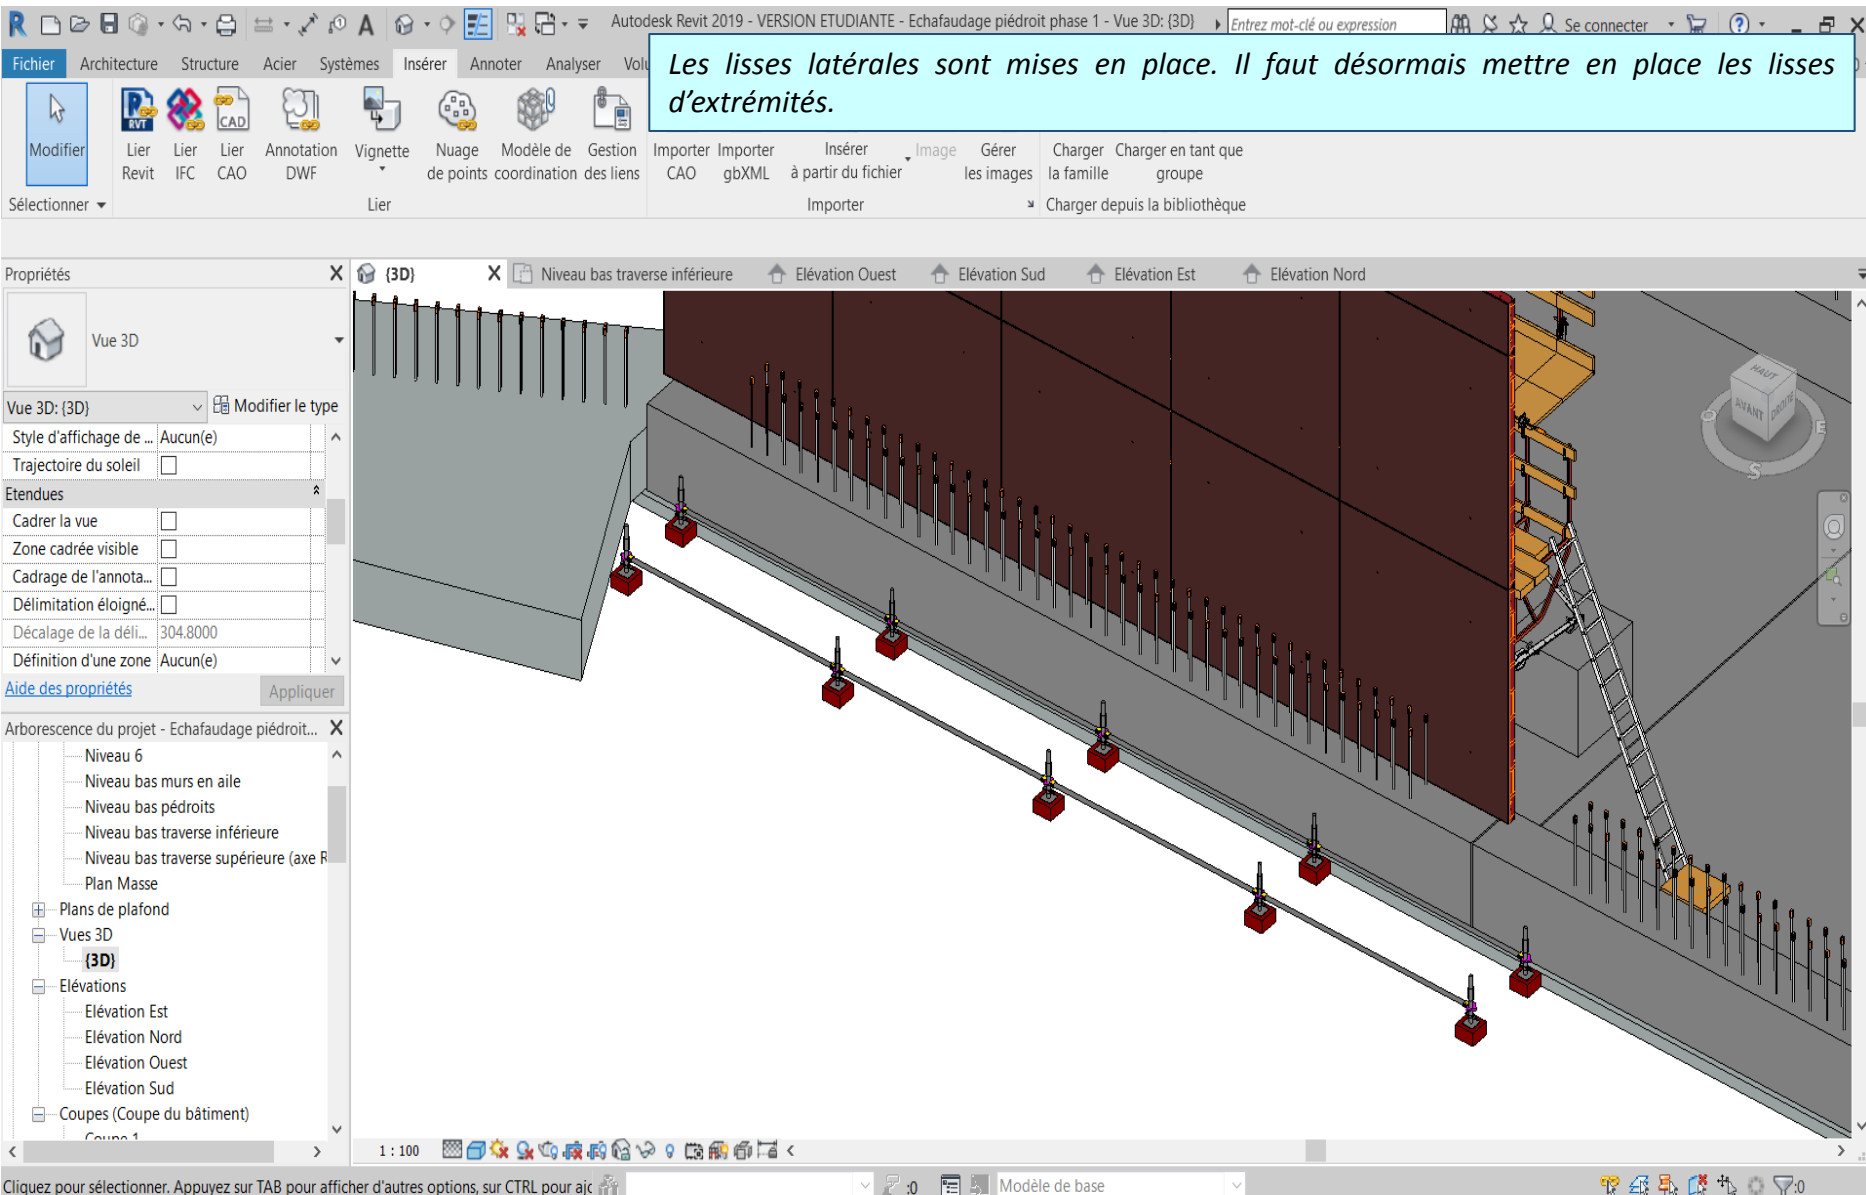 Autodesk Revit 2019 - VERSION ETUDIANTE - Echafaudage piédroit phase 1 - Vue 3D: {3D}
Entrez mot-clé ou expression
Se connecter
Fichier Architecture Structure Acier Systèmes Insérer Annoter Analyser
Les lisses latérales sont mises en place. Il faut désormais mettre en place les lisses
d’extrémités.
Modifier Lier Lier Lier Annotation Vignette Nuage Modèle de Gestion Importer Importer Insérer Image Gérer Charger Charger en tant que
Revit IFC CAO DWF de points coordination des liens CAO gbXML à partir du fichier les images la famille groupe
Sélectionner Lier Importer Charger depuis la bibliothèque
Propriétés
{3D} Niveau bas traverse inférieure Elévation Ouest Elévation Sud Elévation Est Elévation Nord
Vue 3D
Vue 3D: {3D} Modifier le type
Style d'affichage de ... Aucun(e)
Trajectoire du soleil
Etendues
Cadrer la vue
Zone cadrée visible
Cadrage de l'annota...
Délimitation éloigné...
Décalage de la déli... 304.8000
Définition d'une zone Aucun(e)
Aide des propriétés Appliquer
Arborescence du projet - Echafaudage piédroit...
Niveau 6
Niveau bas murs en aile
Niveau bas pédroits
Niveau bas traverse inférieure
Niveau bas traverse supérieure (axe R
Plan Masse
Plans de plafond
Vues 3D
{3D}
Elévations
Elévation Est
Elévation Nord
Elévation Ouest
Elévation Sud
Coupes (Coupe du bâtiment)
Coupe 1
HAUT
AVANT DROITE
O E
S
1 : 100
Cliquez pour sélectionner. Appuyez sur TAB pour afficher d'autres options, sur CTRL pour ajo
:0 Modèle de base :0